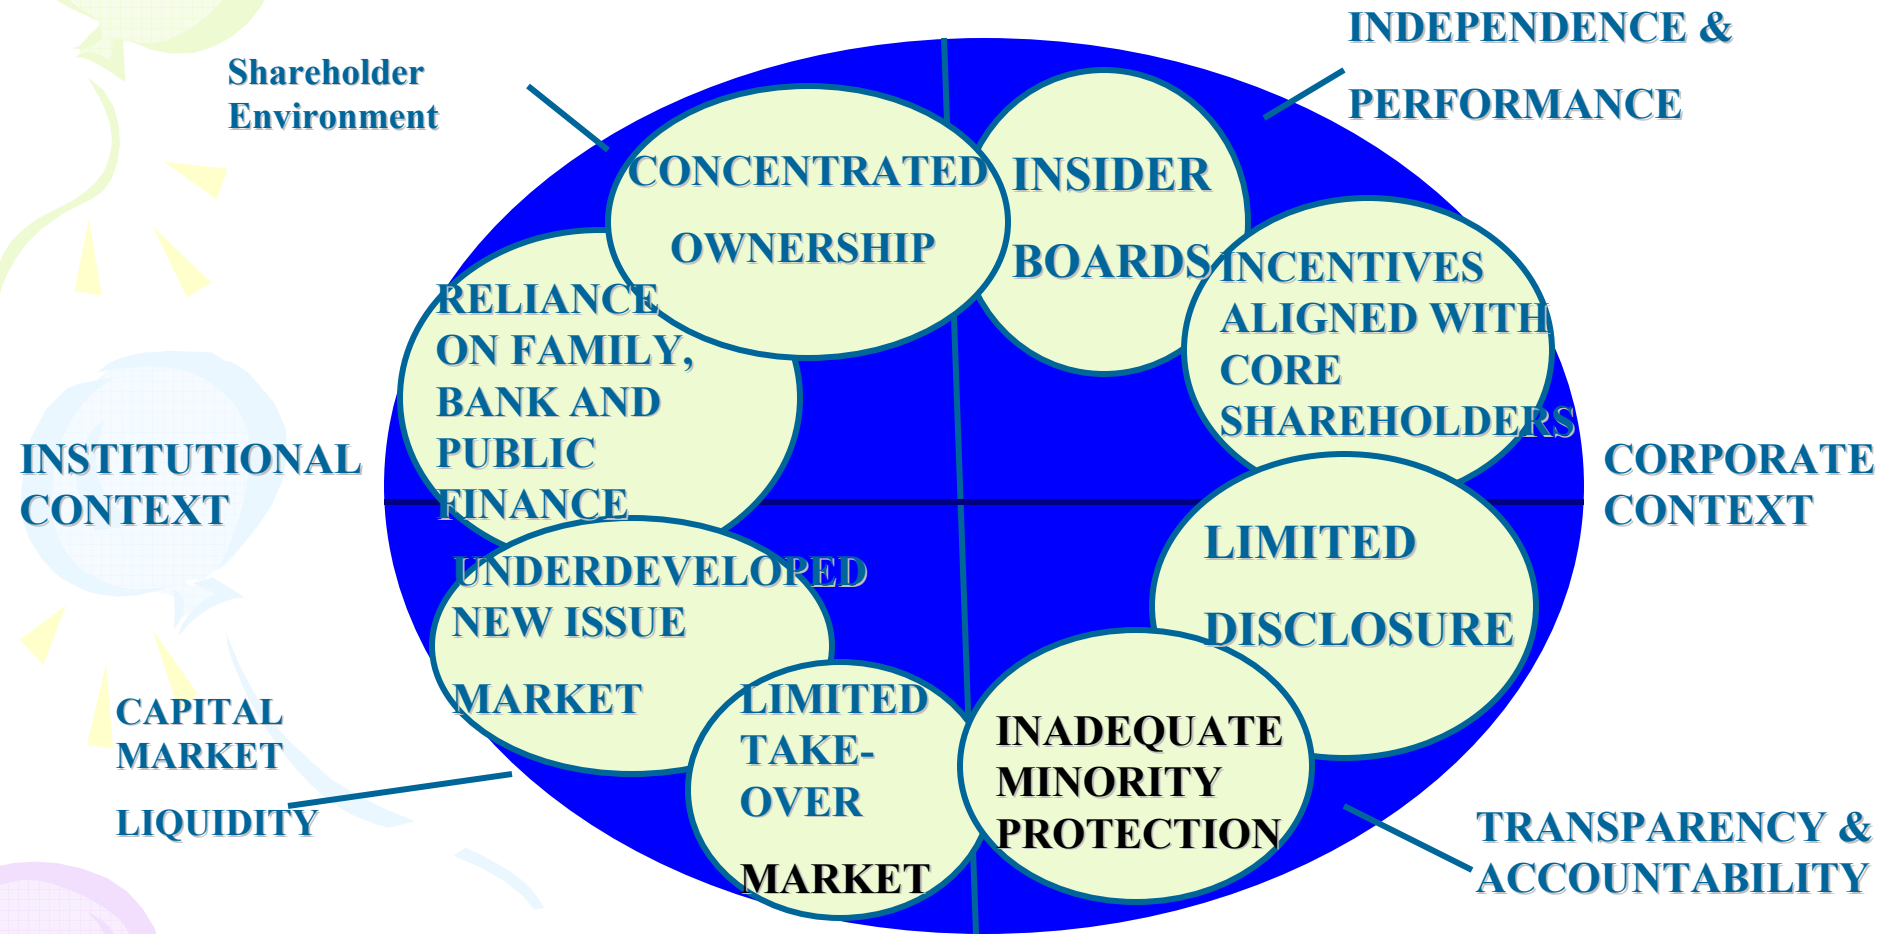 INDEPENDENCE &
PERFORMANCE
Shareholder
Environment
CONCENTRATED
OWNERSHIP
INSIDER
BOARDS
INCENTIVES
ALIGNED WITH
CORE
SHAREHOLDERS
RELIANCE
ON FAMILY,
BANK AND
PUBLIC
FINANCE
INSTITUTIONAL
CONTEXT
CORPORATE
CONTEXT
LIMITED
DISCLOSURE
UNDERDEVELOPED
NEW ISSUE
MARKET
LIMITED
TAKE-
OVER
MARKET
INADEQUATE
MINORITY
PROTECTION
CAPITAL
MARKET
LIQUIDITY
TRANSPARENCY &
ACCOUNTABILITY